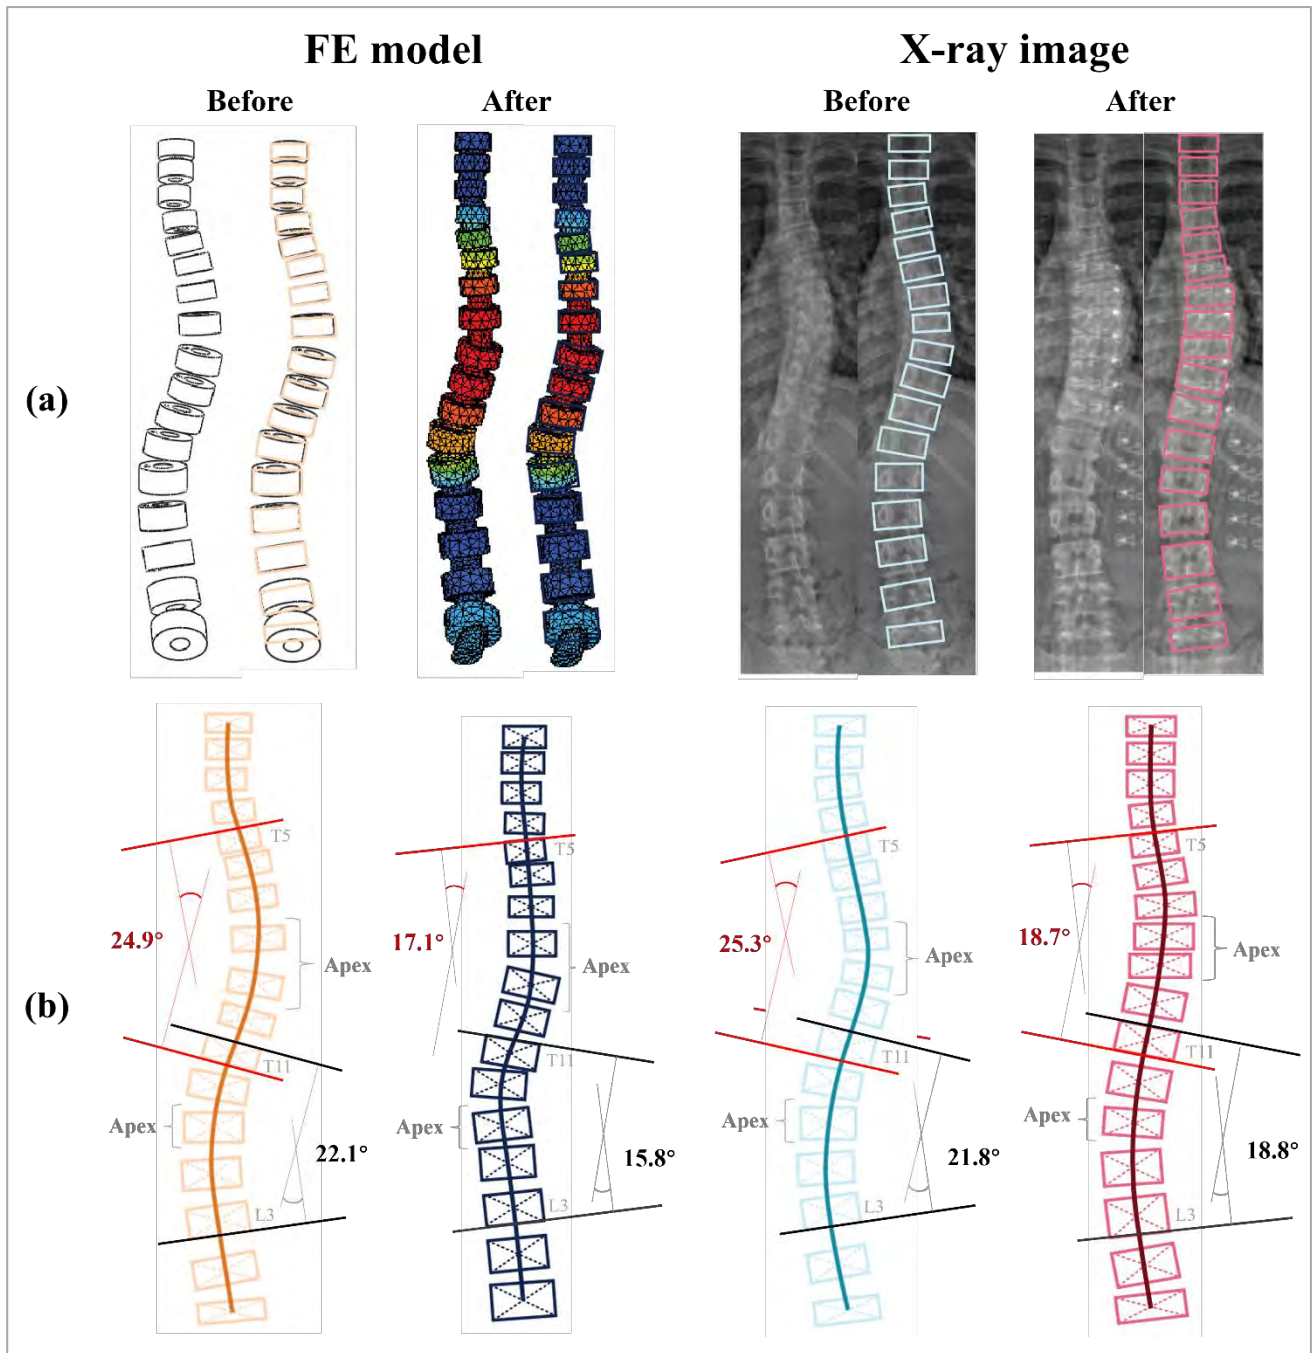 FE model
X-ray image
Before
After
Before
After
(a)
T5
T5
T5
T5
24.9°
17.1°
25.3°
18.7°
Apex
Apex
Apex
Apex
(b)
T11
T11
T11
T11
Apex
Apex
Apex
Apex
22.1°
15.8°
21.8°
18.8°
L3
L3
L3
L3